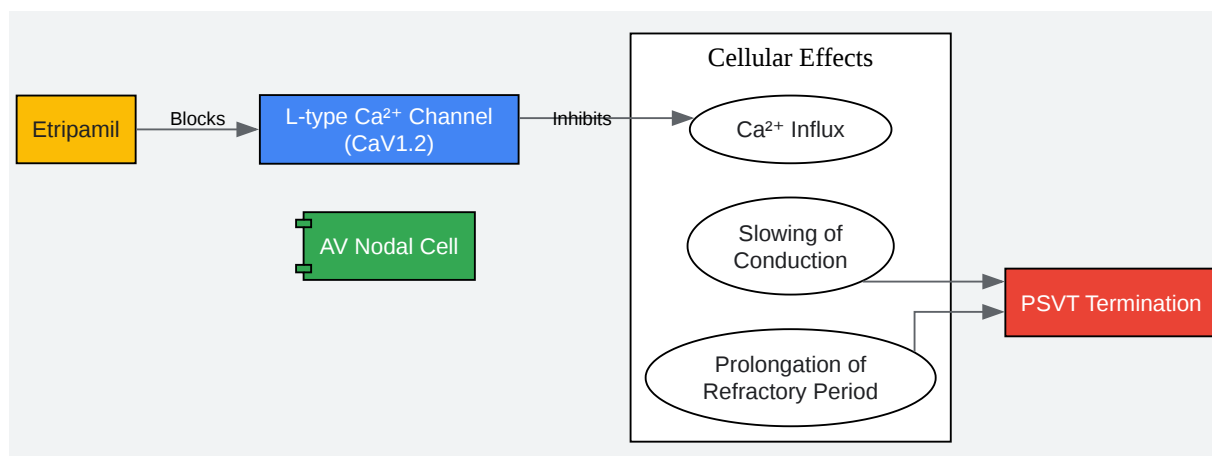 Cellular Effects
Etripamil
Blocks
L-type Ca²⁺ Channel
(CaV1.2)
Inhibits
Ca²⁺ Influx
AV Nodal Cell
Slowing of
Conduction
PSVT Termination
Prolongation of
Refractory Period